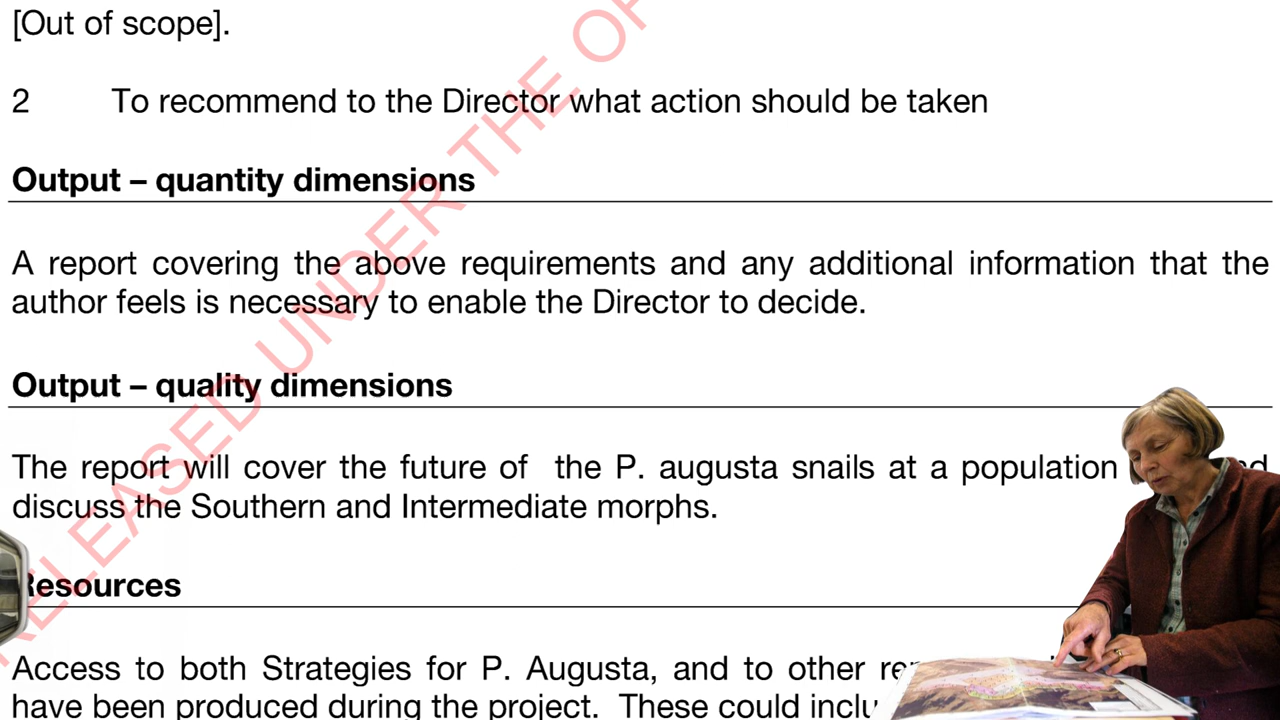 [Out of scope].
2 To recommend to the Director what action should be taken
Output – quantity dimensions
A report covering the above requirements and any additional information that the
author feels is necessary to enable the Director to decide.
Output – quality dimensions
The report will cover the future of the P. augusta snails at a population
discuss the Southern and Intermediate morphs.
Resources
Access to both Strategies for P. Augusta, and to other
have been produced during the project. These could
RELEASED UNDER THE